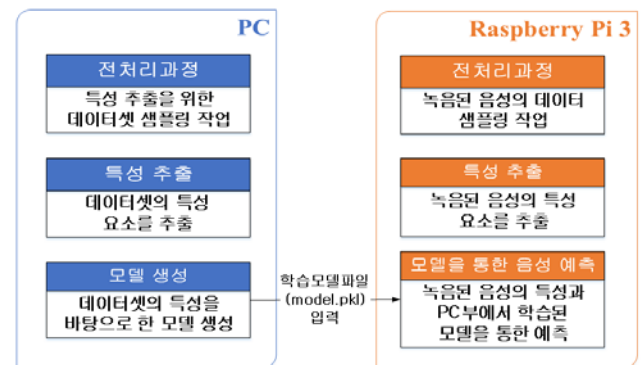 PC
전처리과정
특성 추출을 위한
데이터셋 샘플링 작업
특성 추출
데이터셋의 특성
요소를 추출
모델 생성
데이터셋의 특성을
바탕으로 한 모델 생성
학습모델파일
(model.pkl)
입력
Raspberry Pi 3
전처리과정
녹음된 음성의 데이터
샘플링 작업
특성 추출
녹음된 음성의 특성
요소를 추출
모델을 통한 음성 예측
녹음된 음성의 특성과
PC부에서 학습된
모델을 통한 예측